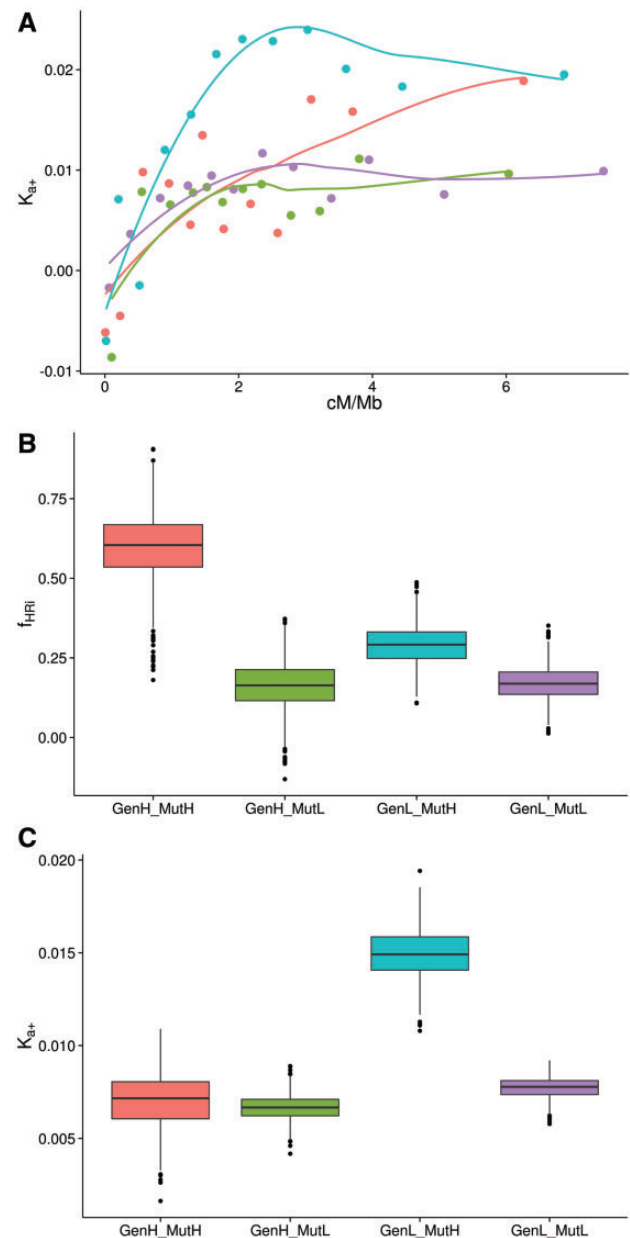 A
0.02
0.01
0.00
-0.01
Ka+
0 2 4 6
cM/Mb
B
0.75
0.50
0.25
0.00
fHRi
GenH_MutH GenH_MutL GenL_MutH GenL_MutL
C
0.020
0.015
0.010
0.005
Ka+
GenH_MutH GenH_MutL GenL_MutH GenL_MutL